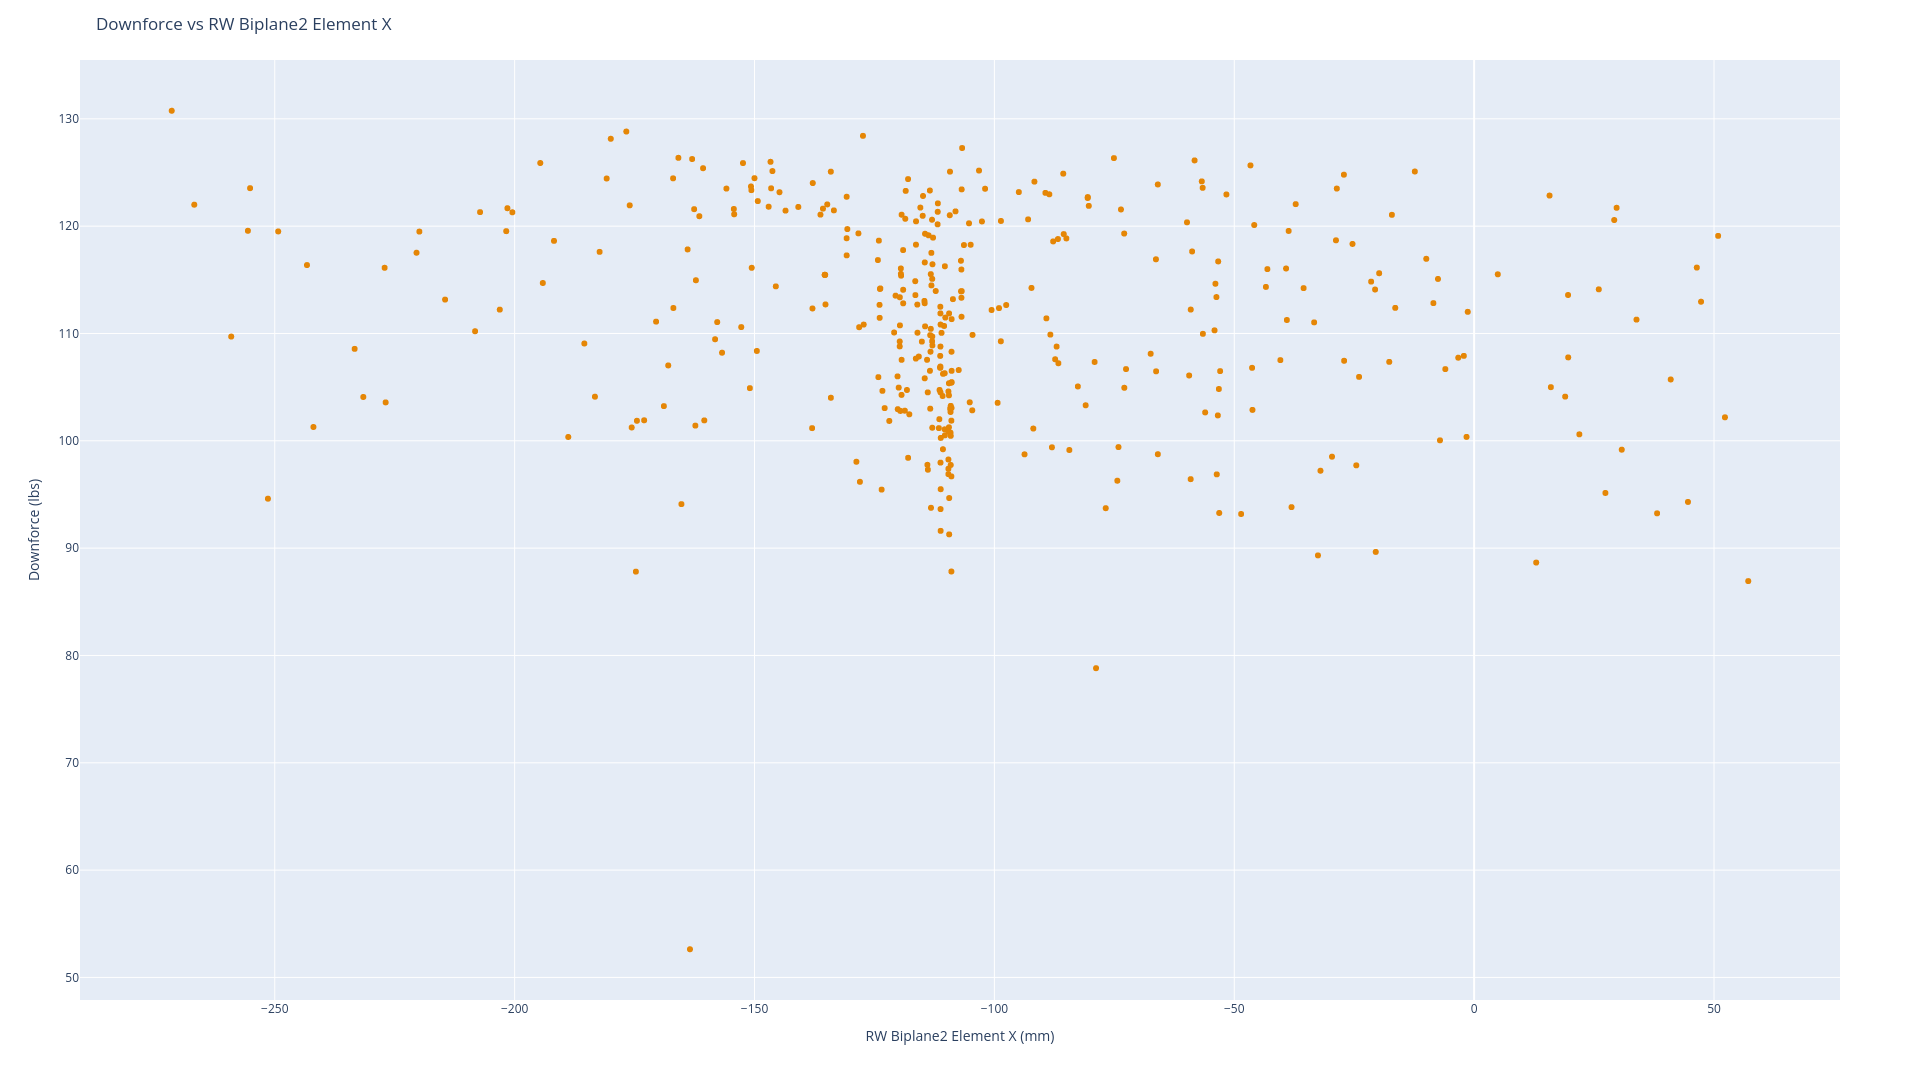 Downforce vs RW Biplane2 Element X
130
120
110
100
90
80
70
60
50
Downforce (lbs)
−250 −200 −150 −100 −50 0 50
RW Biplane2 Element X (mm)